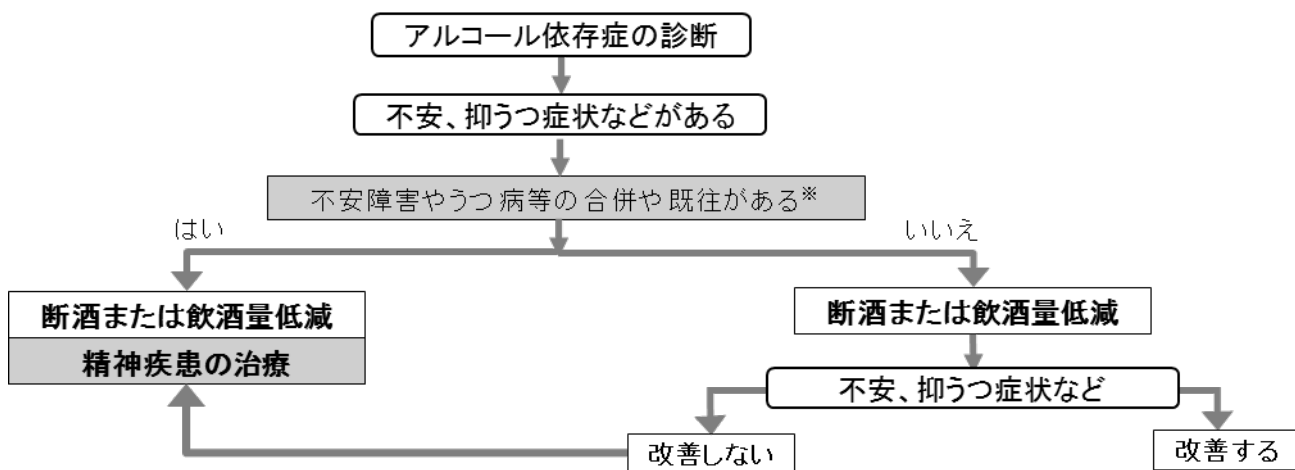 アルコール依存症の診断
不安、抑うつ症状などがある
不安障害やうつ病等の合併や既往がある※
はい
いいえ
断酒または飲酒量低減
精神疾患の治療
断酒または飲酒量低減
不安、抑うつ症状など
改善しない
改善する